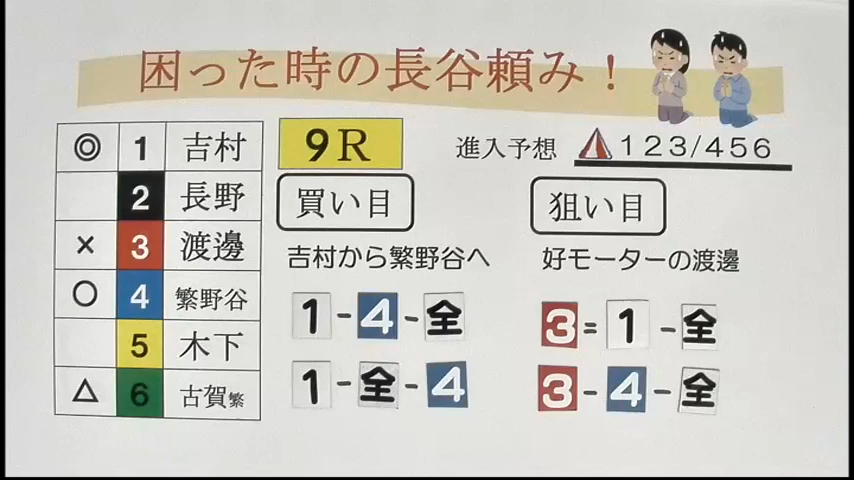 困った時の長谷頼み！
◎ 1 吉村
2 長野
× 3 渡邊
○ 4 繁野谷
5 木下
△ 6 古賀繁
9R
進入予想 123/456
買い目
吉村から繁野谷へ
1-4-全
1-全-4
狙い目
好モーターの渡邊
3=1-全
3-4-全